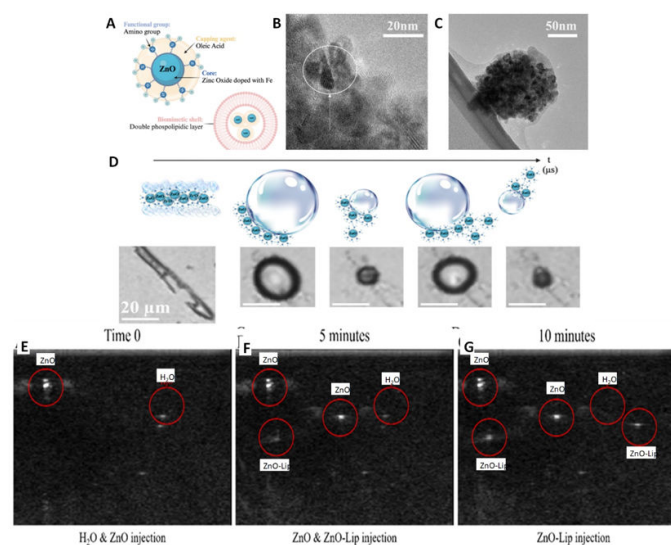 A
Functional group:
Amino group
Capping agent:
Oleic Acid
ZnO
Core:
Zinc Oxide doped with Fe
Biomimetic shell:
Double phospolipidic layer
B
20nm
C
50nm
D
t
(μs)
20 μm
Time 0
5 minutes
10 minutes
E
ZnO
H₂O
F
ZnO
ZnO
H₂O
ZnO-Lip
G
ZnO
ZnO
H₂O
ZnO-Lip
ZnO-Lip
H₂O & ZnO injection
ZnO & ZnO-Lip injection
ZnO-Lip injection